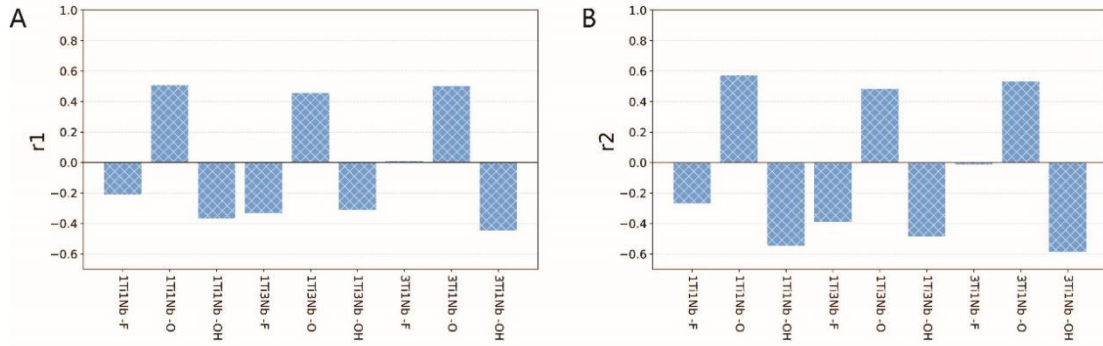 A
r1
1.0
0.8
0.6
0.4
0.2
0.0
−0.2
−0.4
−0.6
1Ti1Nb -F
1Ti1Nb -O
1Ti1Nb -OH
1Ti3Nb -F
1Ti3Nb -O
1Ti3Nb -OH
3Ti1Nb -F
3Ti1Nb -O
3Ti1Nb -OH
B
r2
1.0
0.8
0.6
0.4
0.2
0.0
−0.2
−0.4
−0.6
1Ti1Nb -F
1Ti1Nb -O
1Ti1Nb -OH
1Ti3Nb -F
1Ti3Nb -O
1Ti3Nb -OH
3Ti1Nb -F
3Ti1Nb -O
3Ti1Nb -OH